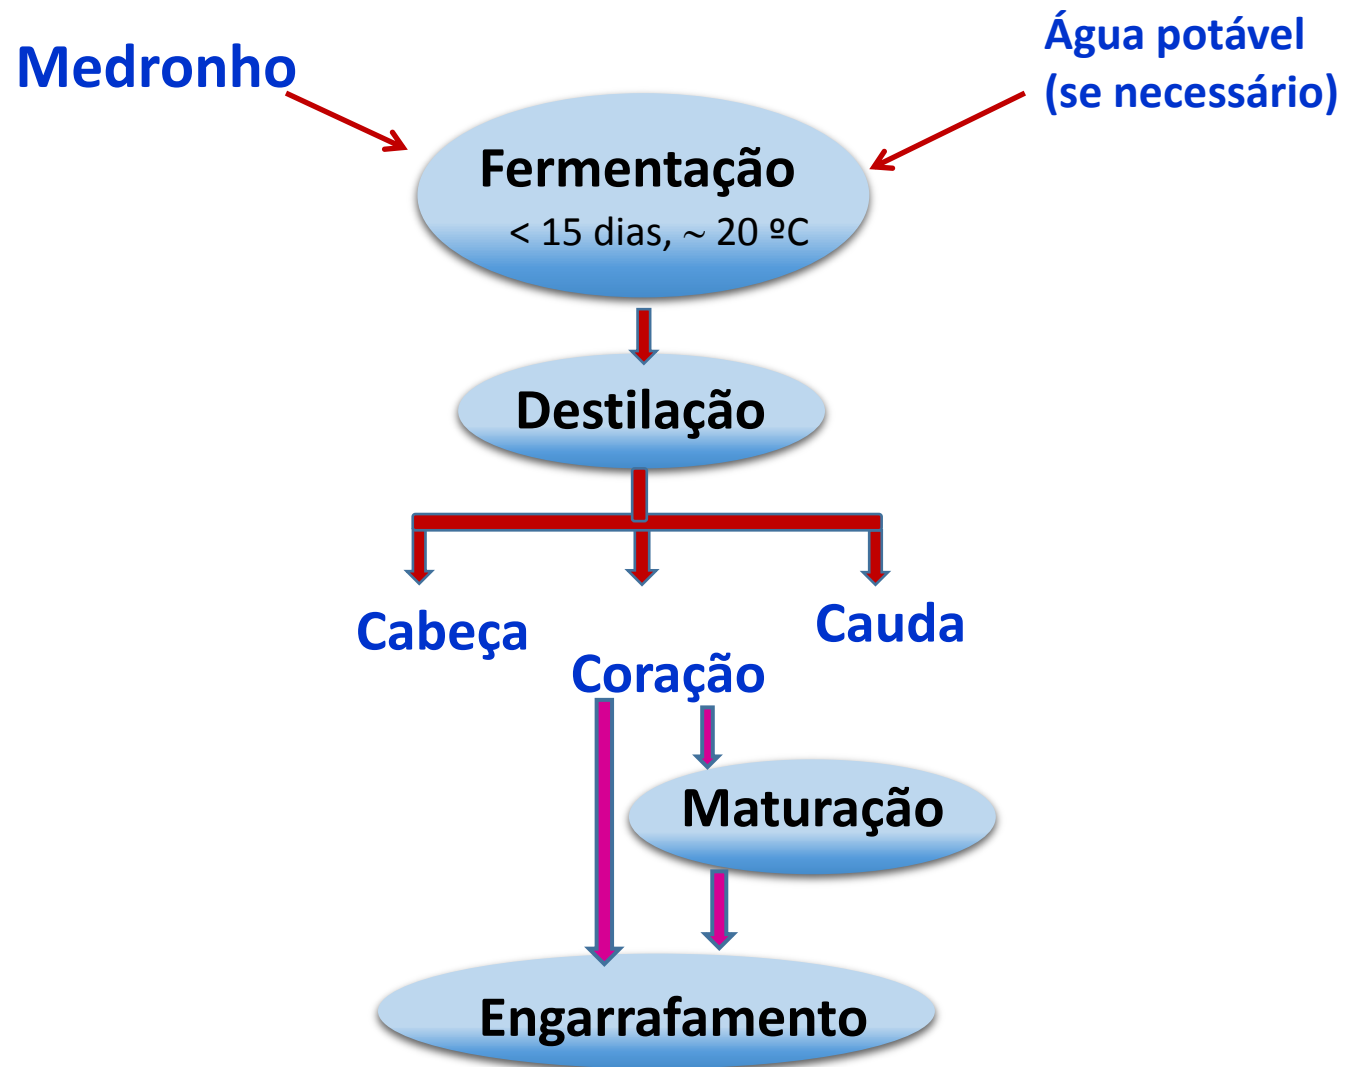 Medronho
Água potável
(se necessário)
Fermentação
< 15 dias, ~ 20 ºC
Destilação
Cabeça
Cauda
Coração
Maturação
Engarrafamento